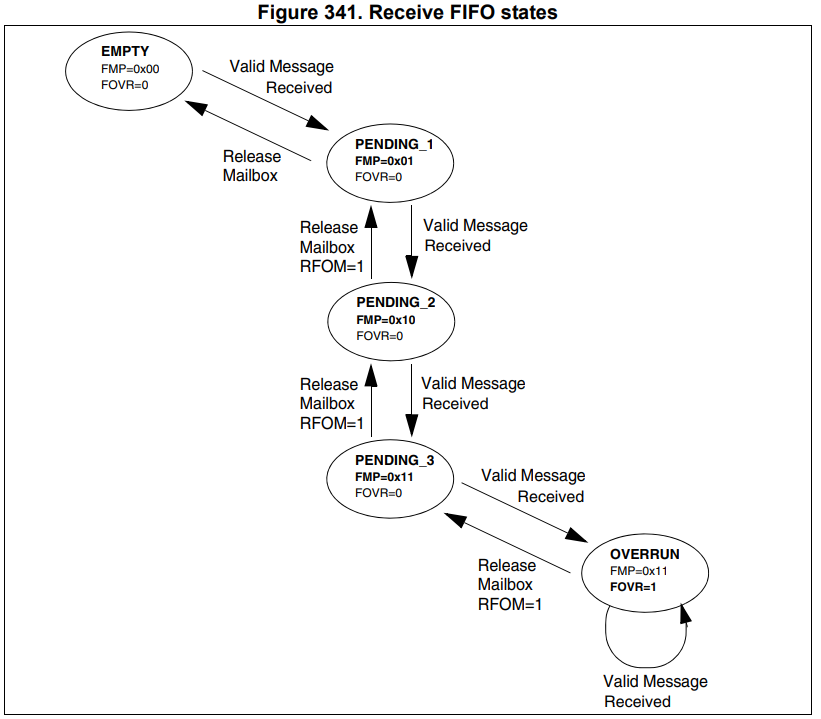 Figure 341. Receive FIFO states
EMPTY
FMP=0x00
FOVR=0
Valid Message
Received
Release
Mailbox
PENDING_1
FMP=0x01
FOVR=0
Release
Mailbox
RFOM=1
Valid Message
Received
PENDING_2
FMP=0x10
FOVR=0
Release
Mailbox
RFOM=1
Valid Message
Received
PENDING_3
FMP=0x11
FOVR=0
Valid Message
Received
Release
Mailbox
RFOM=1
OVERRUN
FMP=0x11
FOVR=1
Valid Message
Received